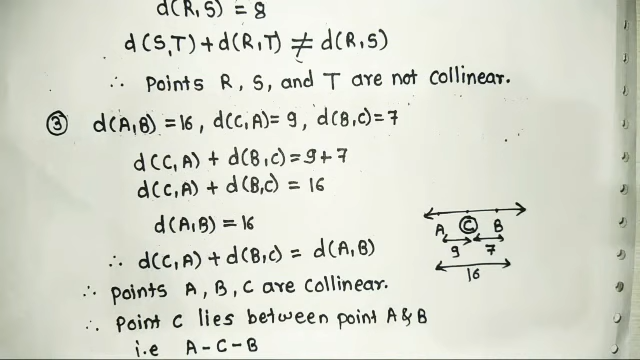 d(R,S) = 8
d(S,T) + d(R,T) ≠ d(R,S)
∴ Points R, S, and T are not collinear.
③ d(A,B) = 16, d(C,A) = 9, d(B,C) = 7
d(C,A) + d(B,C) = 9 + 7
d(C,A) + d(B,C) = 16
d(A,B) = 16
A C B
9 7
16
∴ d(C,A) + d(B,C) = d(A,B)
∴ Points A, B, C are collinear.
∴ Point C lies between point A & B
i.e A - C - B